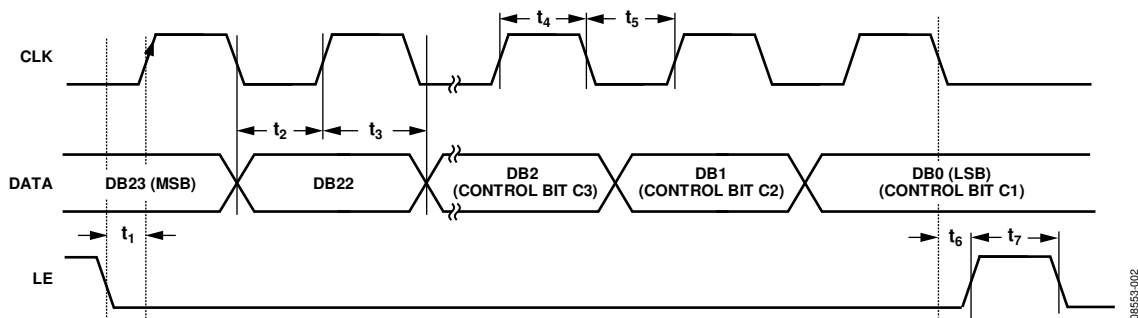 t4
t5
CLK
t2
t3
DATA
DB23 (MSB)
DB22
DB2
(CONTROL BIT C3)
DB1
(CONTROL BIT C2)
DB0 (LSB)
(CONTROL BIT C1)
t1
t6
t7
LE
08553-002